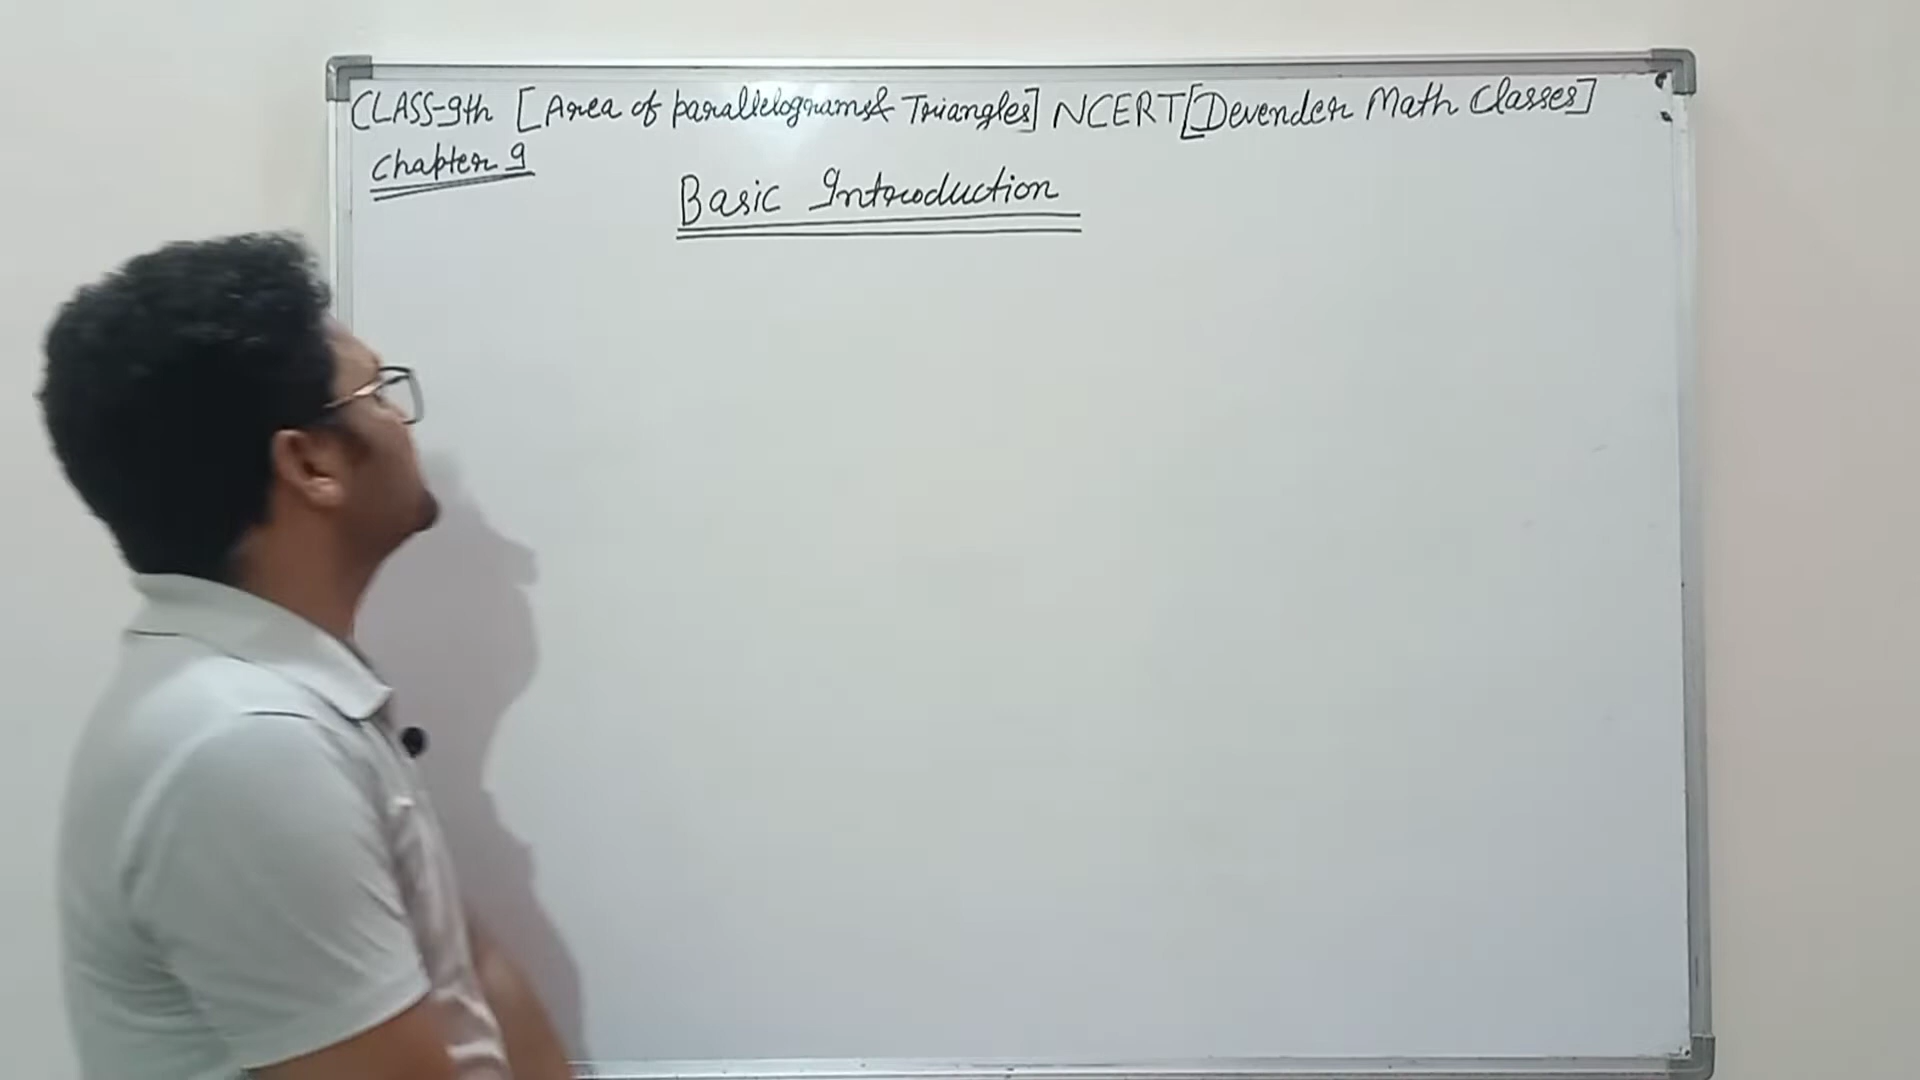 CLASS-9th [Area of parallelograms & Triangles] NCERT [Devender Math Classes]
Chapter 9
Basic Introduction